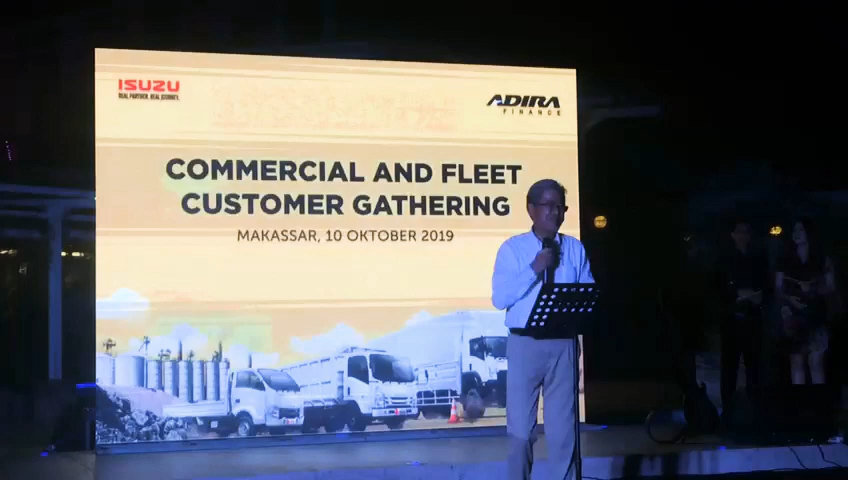 ISUZU
REAL PARTNER. REAL JOURNEY.
ADIRA
FINANCE
COMMERCIAL AND FLEET
CUSTOMER GATHERING
MAKASSAR, 10 OKTOBER 2019